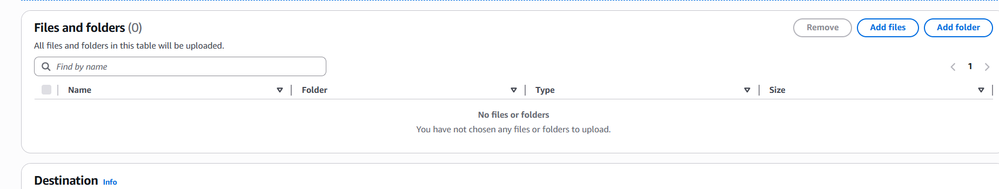 Files and folders (0)
Remove
Add files
Add folder
All files and folders in this table will be uploaded.
Find by name
1
Name
Folder
Type
Size
No files or folders
You have not chosen any files or folders to upload.
Destination Info